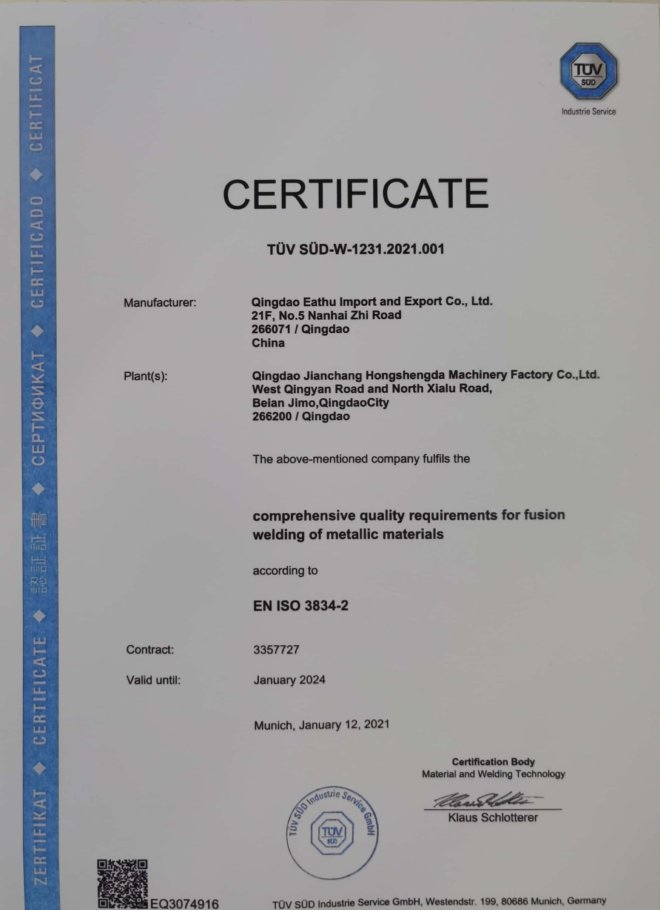 TÜV
SÜD
Industrie Service
CERTIFICATE
TÜV SÜD-W-1231.2021.001
Manufacturer:
Qingdao Eathu Import and Export Co., Ltd.
21F, No.5 Nanhai Zhi Road
266071 / Qingdao
China
Plant(s):
Qingdao Jianchang Hongshengda Machinery Factory Co.,Ltd.
West Qingyan Road and North Xialu Road,
Beian Jimo,QingdaoCity
266200 / Qingdao
The above-mentioned company fulfils the
comprehensive quality requirements for fusion
welding of metallic materials
according to
EN ISO 3834-2
Contract: 3357727
Valid until: January 2024
Munich, January 12, 2021
Certification Body
Material and Welding Technology
Klaus Schlotterer
TÜV SÜD Industrie Service GmbH
TÜV
SÜD
EQ3074916
TÜV SÜD Industrie Service GmbH, Westendstr. 199, 80686 Munich, Germany
ZERTIFIKAT ◆ CERTIFICATE ◆ 認証証書 ◆ СЕРТИФИКАТ ◆ CERTIFICADO ◆ CERTIFICAT